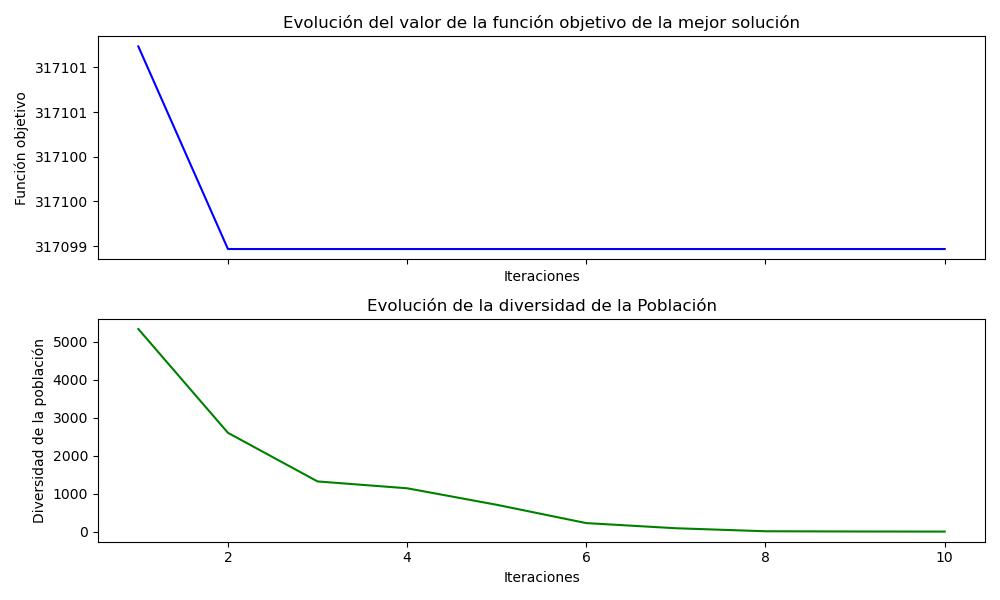 Evolución del valor de la función objetivo de la mejor solución
Función objetivo
317101
317101
317100
317100
317099
Iteraciones
Evolución de la diversidad de la Población
Diversidad de la población
5000
4000
3000
2000
1000
0
2 4 6 8 10
Iteraciones